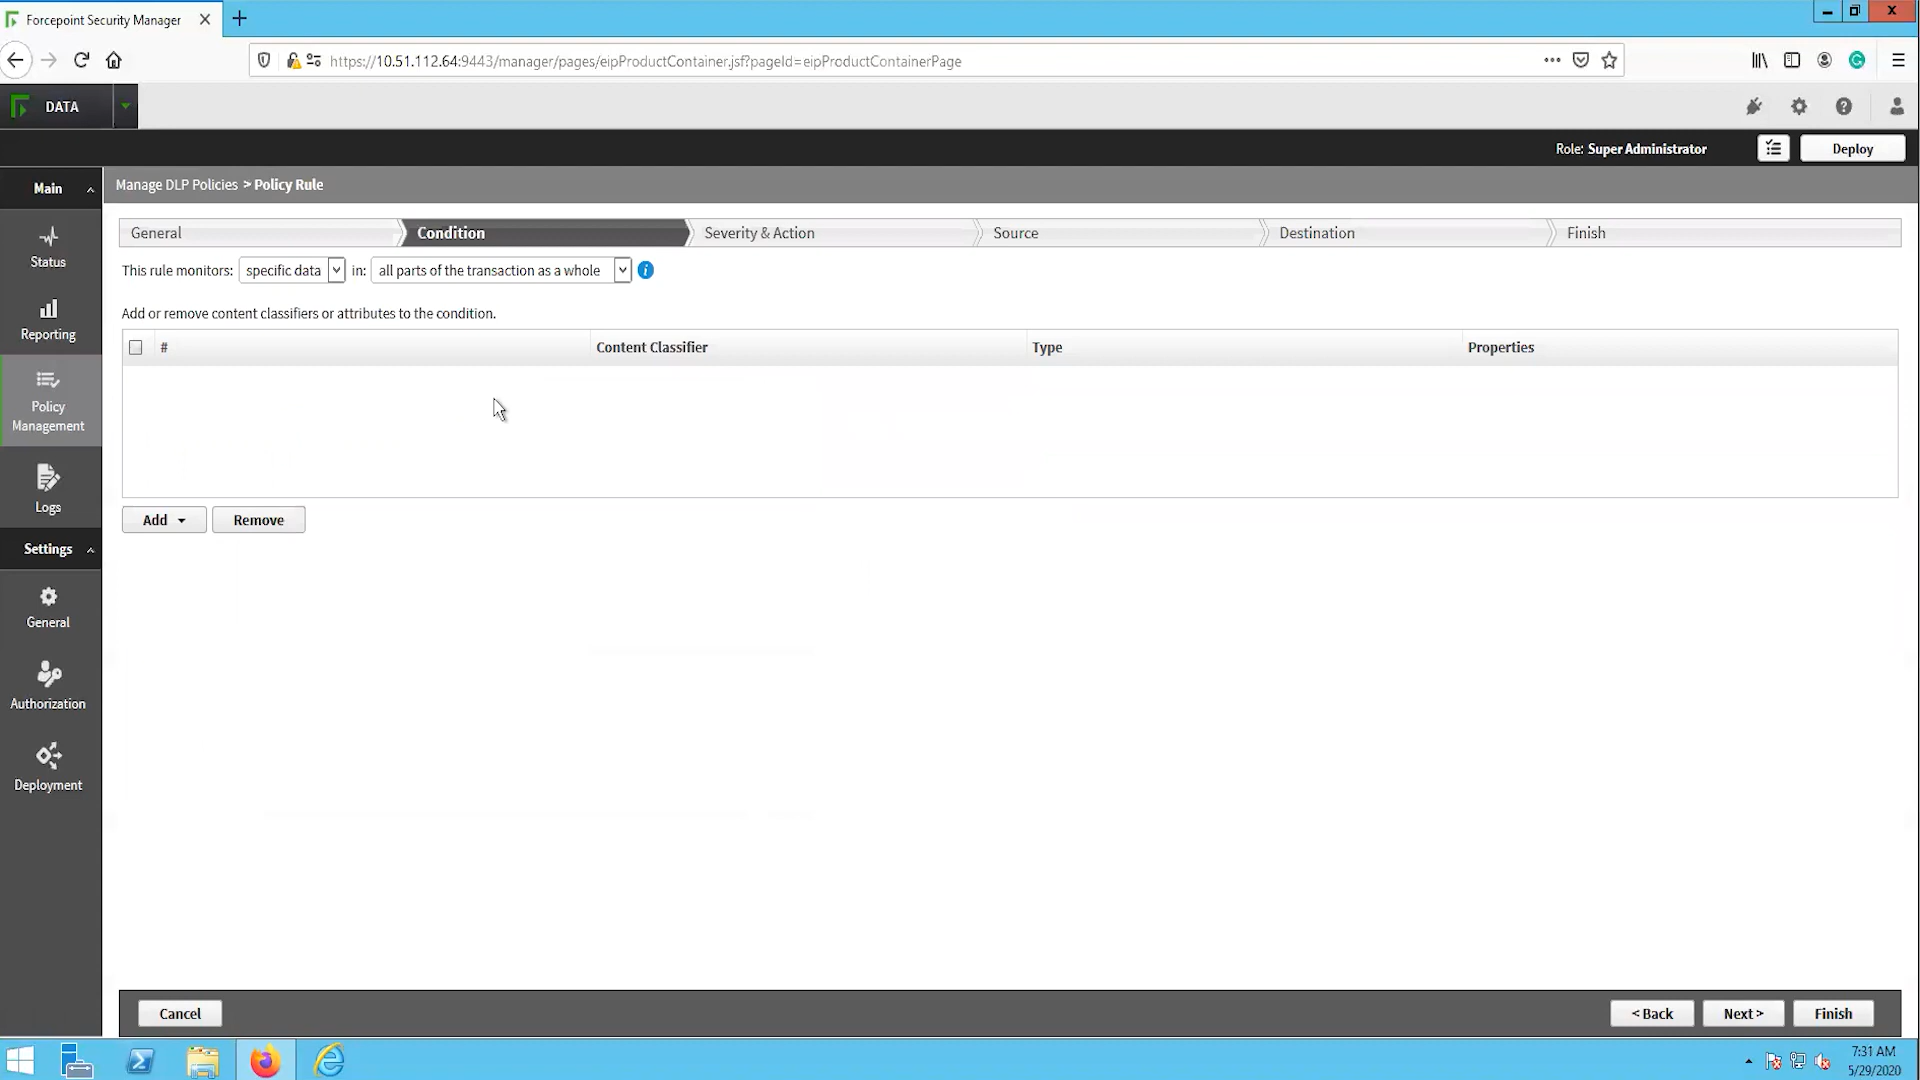 Forcepoint Security Manager
https://10.51.112.64:9443/manager/pages/eipProductContainer.jsf?pageId=eipProductContainerPage
DATA
Role: Super Administrator
Deploy
Main
Manage DLP Policies > Policy Rule
Status
Reporting
Policy
Management
Logs
Settings
General
Authorization
Deployment
General
Condition
Severity & Action
Source
Destination
Finish
This rule monitors: specific data in: all parts of the transaction as a whole
Add or remove content classifiers or attributes to the condition.
# Content Classifier Type Properties
Add
Remove
Cancel
< Back
Next >
Finish
7:31 AM
5/29/2020